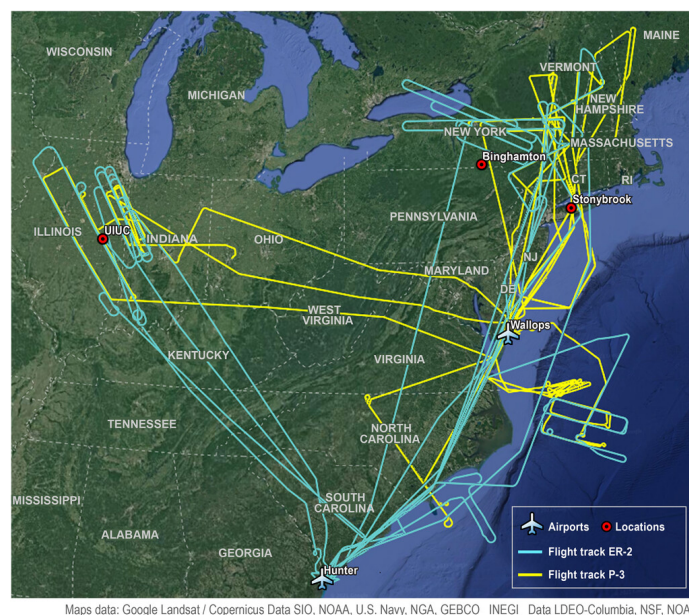 WISCONSIN
MAINE
VERMONT
MICHIGAN
NEW
HAMPSHIRE
NEW YORK
MASSACHUSETTS
Binghamton
CT
RI
Stonybrook
PENNSYLVANIA
ILLINOIS
UIUC
INDIANA
OHIO
NJ
MARYLAND
DE
WEST
VIRGINIA
Wallops
KENTUCKY
VIRGINIA
TENNESSEE
NORTH
CAROLINA
MISSISSIPPI
SOUTH
CAROLINA
ALABAMA
GEORGIA
Hunter
Airports
Locations
Flight track ER-2
Flight track P-3
Maps data: Google Landsat / Copernicus Data SIO, NOAA, U.S. Navy, NGA, GEBCO INEGI Data LDEO-Columbia, NSF, NOA